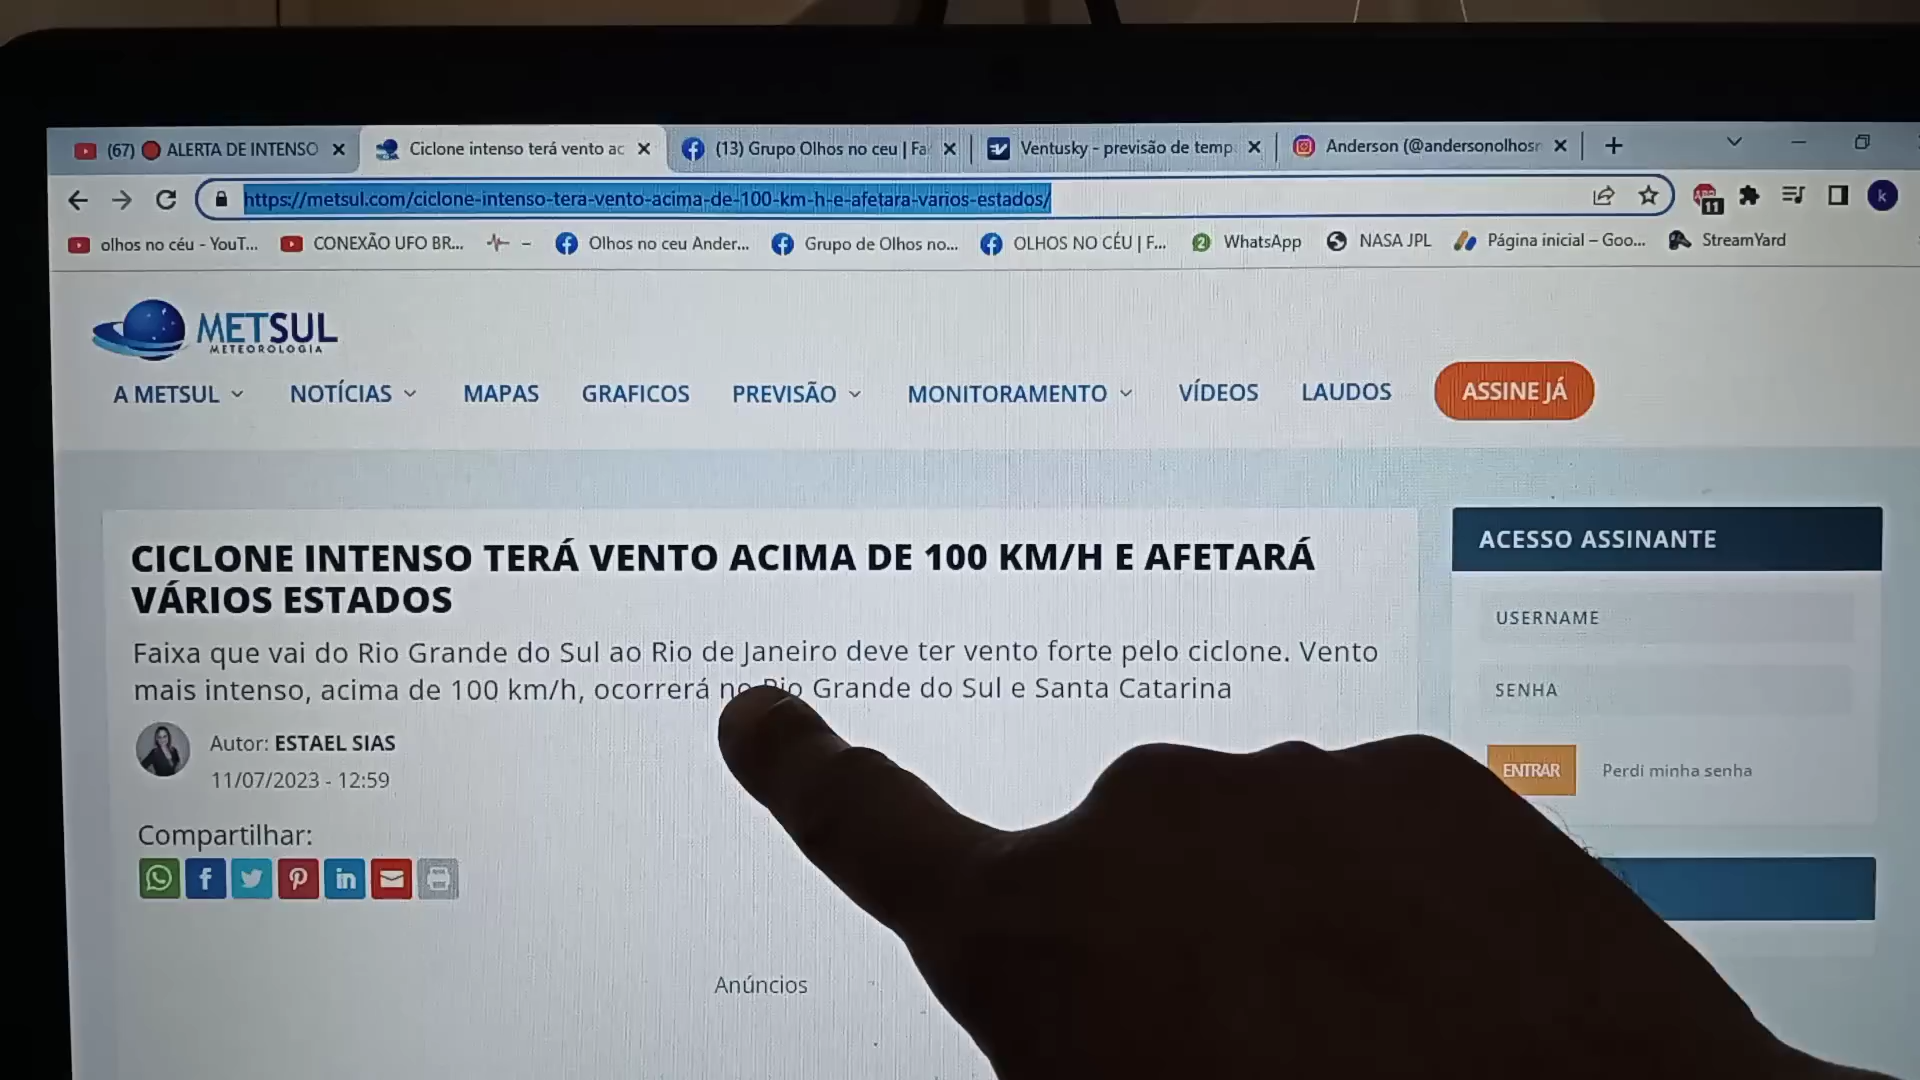 (67) ALERTA DE INTENSO
Ciclone intenso terá vento ac
(13) Grupo Olhos no ceu | Fa
Ventusky - previsão de temp
Anderson (@andersonolhosn
https://metsul.com/ciclone-intenso-tera-vento-acima-de-100-km-h-e-afetara-varios-estados/
11
k
olhos no céu - YouT...
CONEXÃO UFO BR...
Olhos no ceu Ander...
Grupo de Olhos no...
OLHOS NO CÉU | F...
2
WhatsApp
NASA JPL
Página inicial – Goo...
StreamYard
METSUL
METEOROLOGIA
A METSUL
NOTÍCIAS
MAPAS
GRAFICOS
PREVISÃO
MONITORAMENTO
VÍDEOS
LAUDOS
ASSINE JÁ
CICLONE INTENSO TERÁ VENTO ACIMA DE 100 KM/H E AFETARÁ
VÁRIOS ESTADOS
Faixa que vai do Rio Grande do Sul ao Rio de Janeiro deve ter vento forte pelo ciclone. Vento
mais intenso, acima de 100 km/h, ocorrerá no Rio Grande do Sul e Santa Catarina
Autor: ESTAEL SIAS
11/07/2023 - 12:59
Compartilhar:
Anúncios
ACESSO ASSINANTE
USERNAME
SENHA
ENTRAR
Perdi minha senha